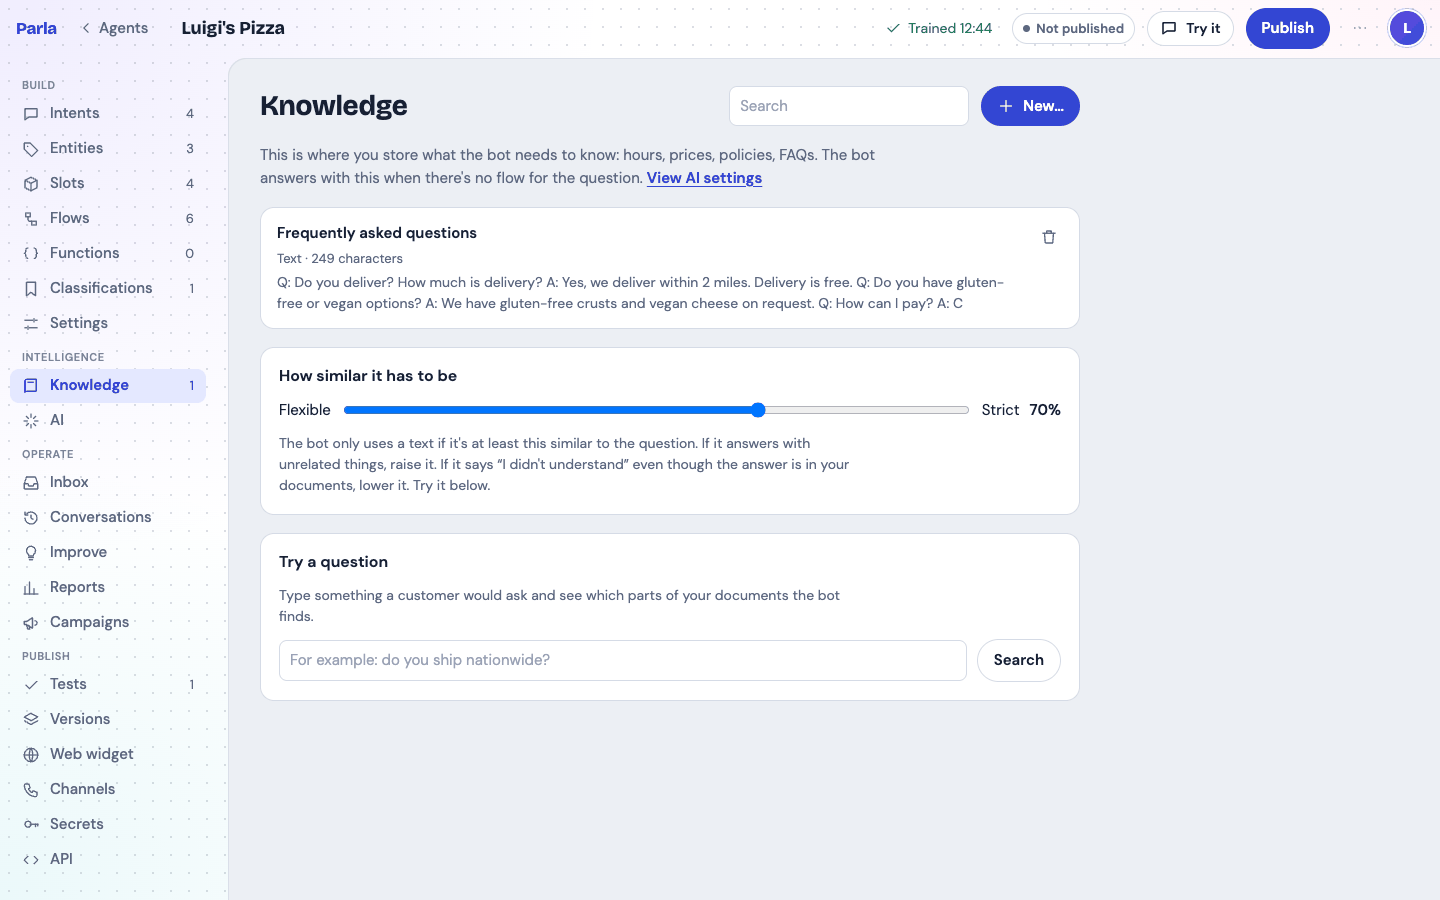 Parla
Agents
Luigi's Pizza
Trained 12:44
Not published
Try it
Publish
L
BUILD
Intents 4
Entities 3
Slots 4
Flows 6
Functions 0
Classifications 1
Settings
INTELLIGENCE
Knowledge 1
AI
OPERATE
Inbox
Conversations
Improve
Reports
Campaigns
PUBLISH
Tests 1
Versions
Web widget
Channels
Secrets
API
Knowledge
Search
New...
This is where you store what the bot needs to know: hours, prices, policies, FAQs. The bot
answers with this when there's no flow for the question. View AI settings
Frequently asked questions
Text · 249 characters
Q: Do you deliver? How much is delivery? A: Yes, we deliver within 2 miles. Delivery is free. Q: Do you have gluten-
free or vegan options? A: We have gluten-free crusts and vegan cheese on request. Q: How can I pay? A: C
How similar it has to be
Flexible
Strict 70%
The bot only uses a text if it's at least this similar to the question. If it answers with
unrelated things, raise it. If it says “I didn't understand” even though the answer is in your
documents, lower it. Try it below.
Try a question
Type something a customer would ask and see which parts of your documents the bot
finds.
For example: do you ship nationwide?
Search